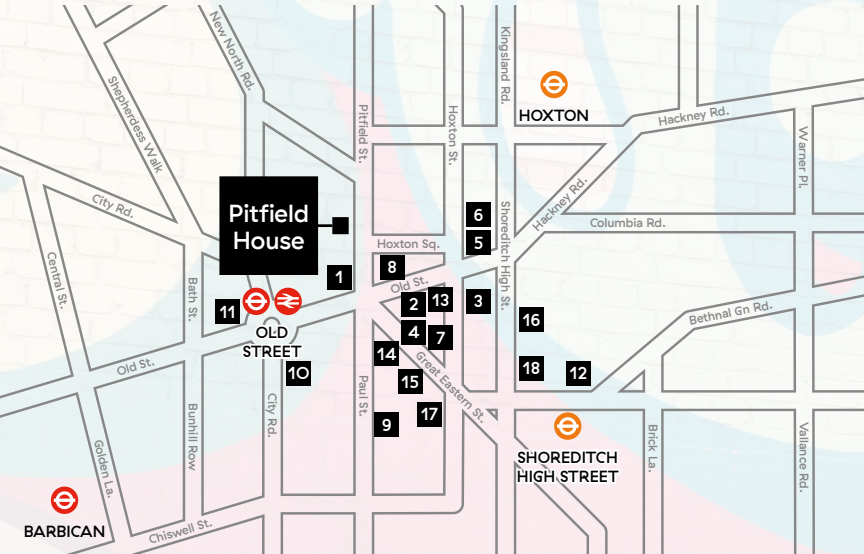 New North Rd.
Kingsland Rd.
HOXTON
Shepherdess Walk
Pitfield St.
Hoxton St.
Hackney Rd.
Warner Pl.
City Rd.
Pitfield
House
Hackney Rd.
6
Shoreditch High St.
Columbia Rd.
5
Hoxton Sq.
8
1
Old St.
Central St.
Bath St.
11
2
13
3
16
Bethnal Gn Rd.
OLD
STREET
4
7
14
Great Eastern St.
18
12
Old St.
10
15
Paul St.
17
9
City Rd.
Bunhill Row
Golden La.
SHOREDITCH
HIGH STREET
Brick La.
Vallance Rd.
BARBICAN
Chiswell St.